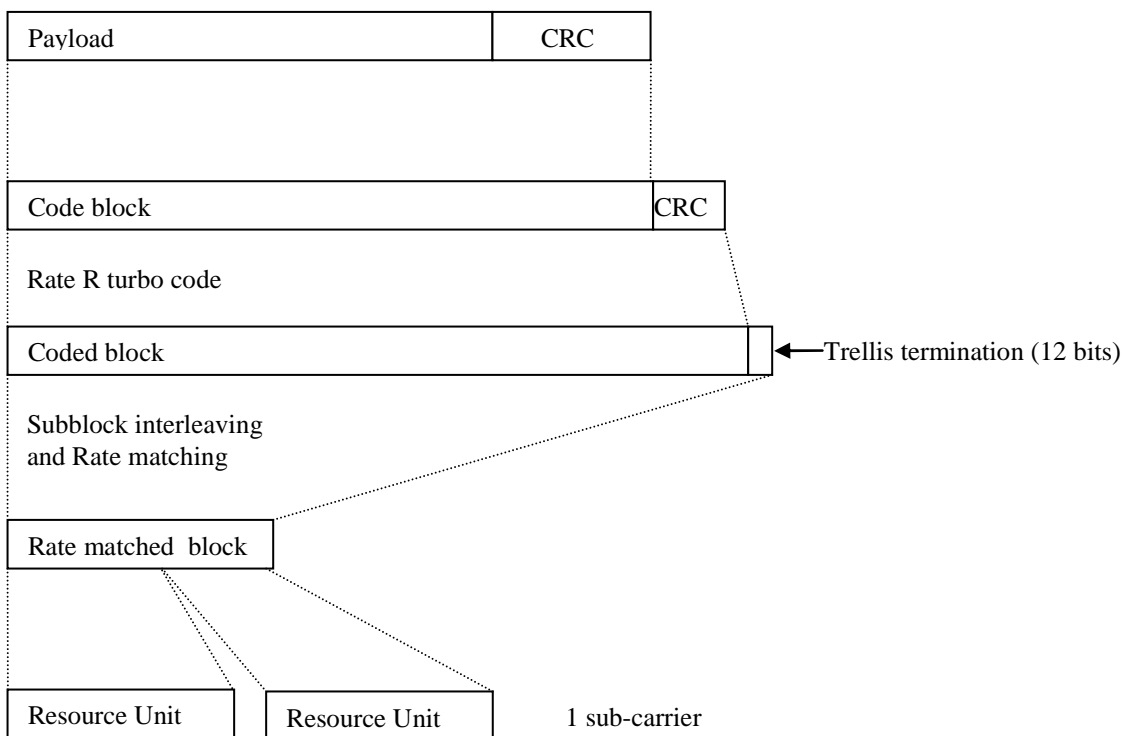 Payload
CRC
Code block
CRC
Rate R turbo code
Coded block
Trellis termination (12 bits)
Subblock interleaving
and Rate matching
Rate matched block
Resource Unit
Resource Unit
1 sub-carrier